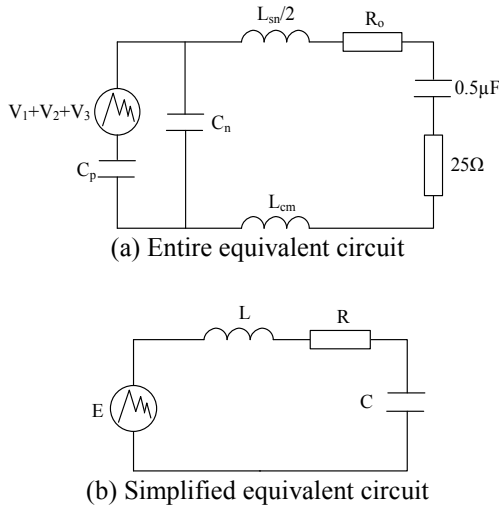 Lsn/2
Ro
0.5μF
V1+V2+V3
Cn
Cp
25Ω
Lcm
(a) Entire equivalent circuit
L
R
E
C
(b) Simplified equivalent circuit